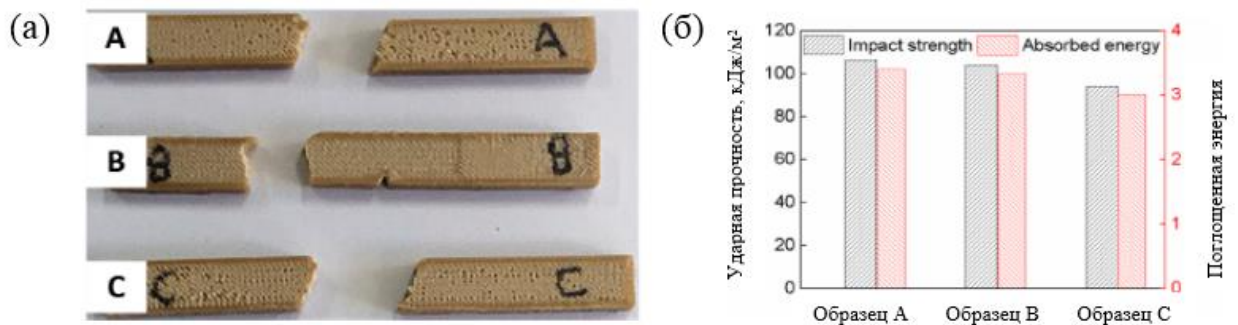 (а)
A
A
B
B
B
C
C
C
(б)
Ударная прочность, кДж/м²
120
100
80
60
40
20
0
Impact strength
Absorbed energy
4
3
2
1
0
Поглощенная энергия
Образец А
Образец В
Образец С